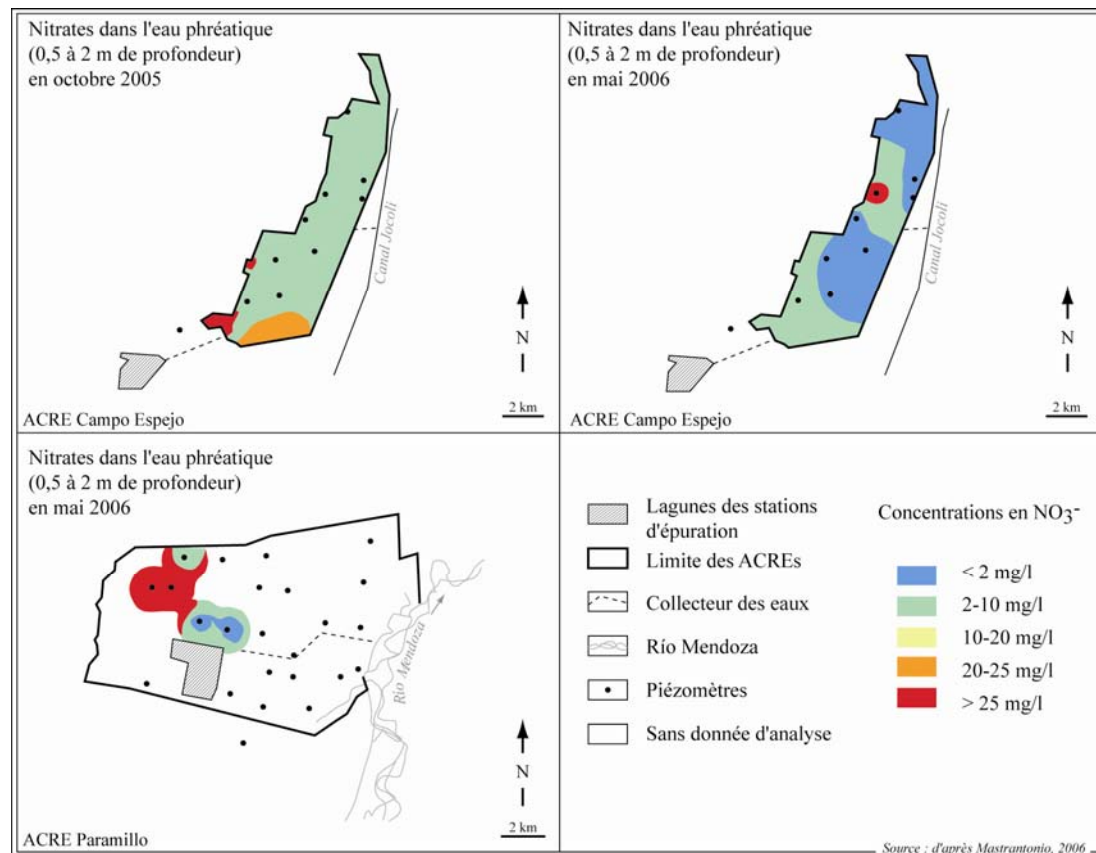 Nitrates dans l'eau phréatique
(0,5 à 2 m de profondeur)
en octobre 2005
Canal Jocoli
N
2 km
ACRE Campo Espejo
Nitrates dans l'eau phréatique
(0,5 à 2 m de profondeur)
en mai 2006
Canal Jocoli
N
2 km
ACRE Campo Espejo
Nitrates dans l'eau phréatique
(0,5 à 2 m de profondeur)
en mai 2006
Río Mendoza
N
2 km
ACRE Paramillo
Lagunes des stations
d'épuration
Limite des ACREs
Collecteur des eaux
Río Mendoza
Piézomètres
Sans donnée d'analyse
Concentrations en NO3-
< 2 mg/l
2-10 mg/l
10-20 mg/l
20-25 mg/l
> 25 mg/l
Source : d'après Mastrantonio, 2006